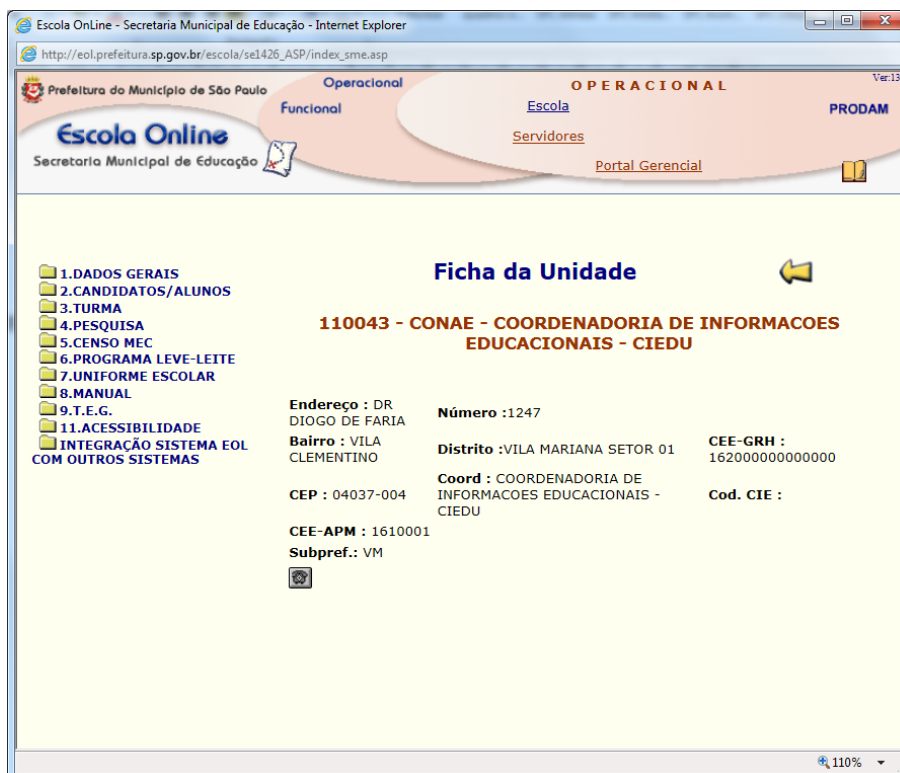 Escola OnLine - Secretaria Municipal de Educação - Internet Explorer
http://eol.prefeitura.sp.gov.br/escola/se1426_ASP/index_sme.asp
Prefeitura do Município de São Paulo
Operacional
Funcional
OPERACIONAL
Ver:13
Escola
PRODAM
Escola Online
Servidores
Secretaria Municipal de Educação
Portal Gerencial
1.DADOS GERAIS
2.CANDIDATOS/ALUNOS
3.TURMA
4.PESQUISA
5.CENSO MEC
6.PROGRAMA LEVE-LEITE
7.UNIFORME ESCOLAR
8.MANUAL
9.T.E.G.
11.ACESSIBILIDADE
INTEGRAÇÃO SISTEMA EOL
COM OUTROS SISTEMAS
Ficha da Unidade
110043 - CONAE - COORDENADORIA DE INFORMACOES
EDUCACIONAIS - CIEDU
Endereço : DR
DIOGO DE FARIA
Número :1247
Bairro : VILA
CLEMENTINO
Distrito :VILA MARIANA SETOR 01
CEE-GRH :
162000000000000
CEP : 04037-004
Coord : COORDENADORIA DE
INFORMACOES EDUCACIONAIS -
CIEDU
Cod. CIE :
CEE-APM : 1610001
Subpref.: VM
110%